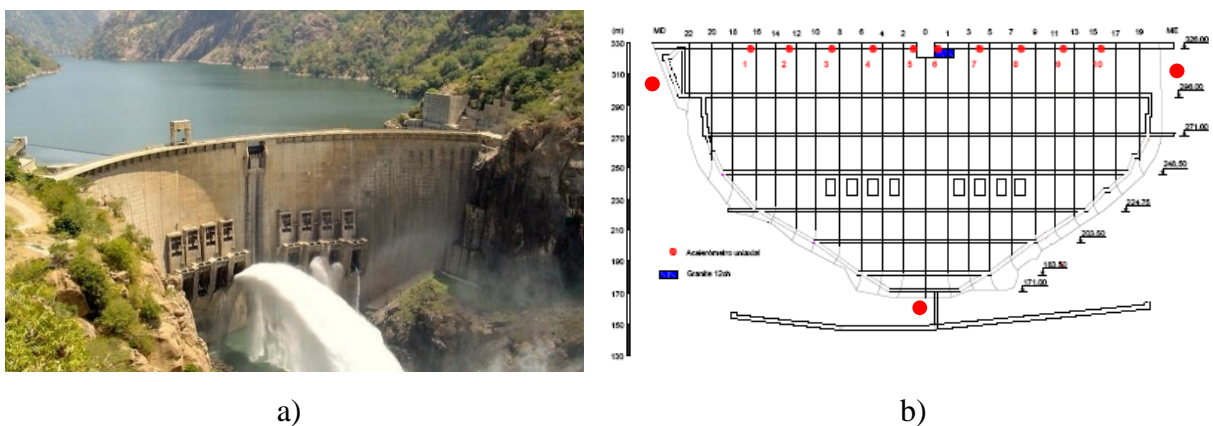 (m) MD 22 20 18 16 14 12 10 8 6 4 2 0 1 3 5 7 9 11 13 15 17 19 ME
330 326.00
1 2 3 4 5 6 7 8 9 10
310
296.00
290
270 271.00
250 248.50
230 224.75
210 203.50
Acelerómetro uniaxial
190
Granite 12ch 183.50
170 171.00
150
130
a) b)